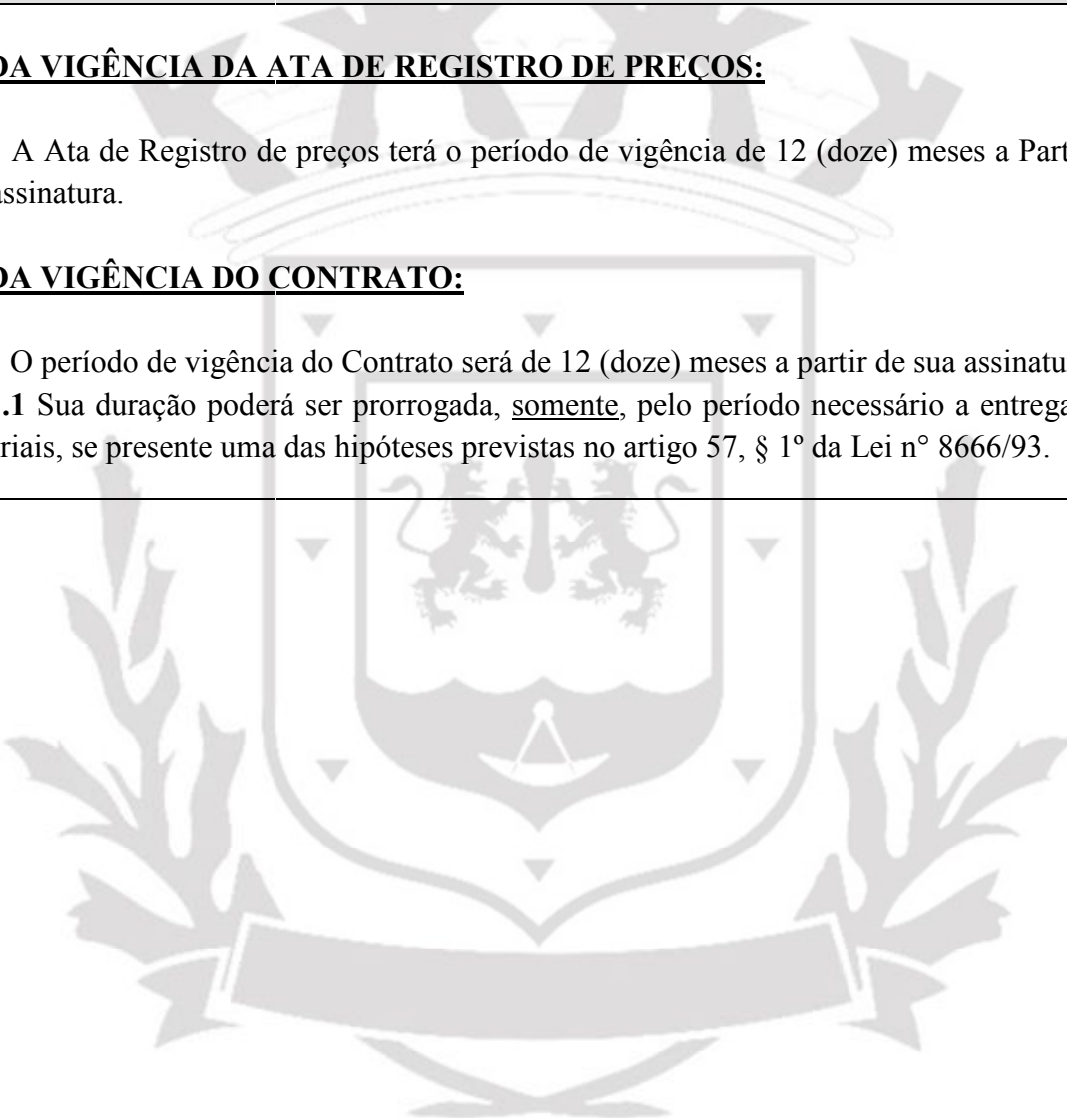 DA VIGÊNCIA DA ATA DE REGISTRO DE PREÇOS:
A Ata de Registro de preços terá o período de vigência de 12 (doze) meses a Part
assinatura.
DA VIGÊNCIA DO CONTRATO:
O período de vigência do Contrato será de 12 (doze) meses a partir de sua assinatu
.1 Sua duração poderá ser prorrogada, somente, pelo período necessário a entrega
riais, se presente uma das hipóteses previstas no artigo 57, § 1º da Lei n° 8666/93.